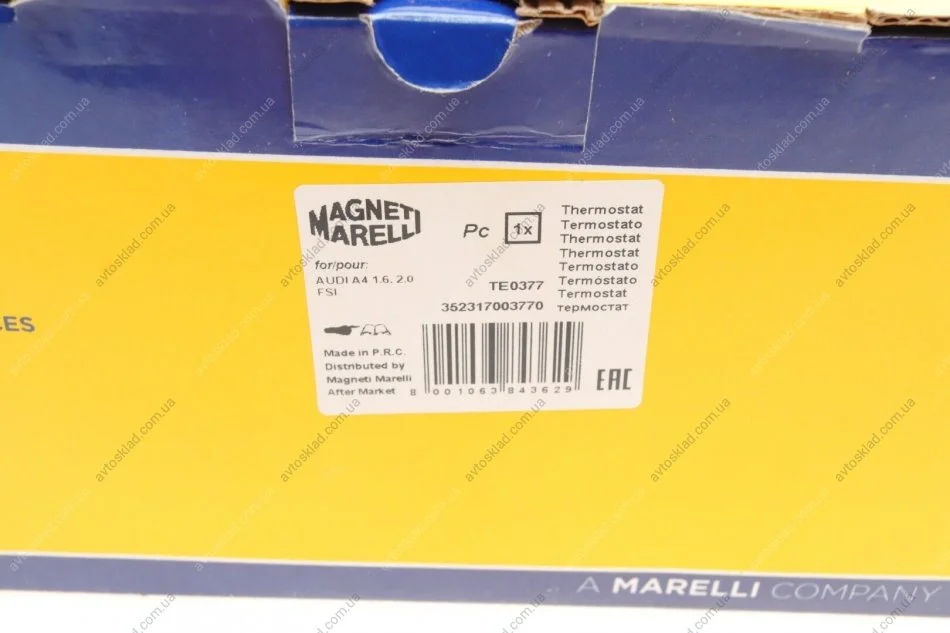 MAGNETI
MARELLI
Pc 1x
for/pour:
AUDI A4 1.6, 2.0
FSI
TE0377
352317003770
Thermostat
Termostato
Thermostat
Thermostat
Termostato
Termóstato
Termostat
термостат
Made in P.R.C.
Distributed by
Magneti Marelli
After Market
8 001063 843629
EAC
CES
A MARELLI COMPANY
avtosklad.com.ua